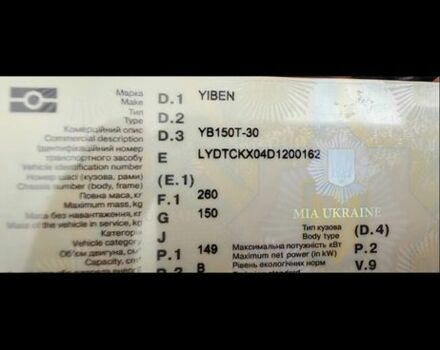 Марка
Make D.1 YIBEN
Тип
Type D.2
Комерційний опис
Commercial description D.3 YB150T-30
Ідентифікаційний номер
транспортного засобу E LYDTCKX04D1200162
Vehicle identification number
Номер шасі (кузова, рами) (E.1)
Chassis number (body, frame)
Повна маса, кг F.1 260
Maximum mass, kg
Маса без навантаження, кг G 150
Mass of the vehicle in service, kg
MIA UKRAINE
Категорія J
Vehicle category
Тип кузова (D.4)
Body type
Об'єм двигуна, см P.1 149
Capacity, cm
Максимальна потужність кВт P.2
Maximum net power (in kW)
B
Рівень екологічних норм V.9